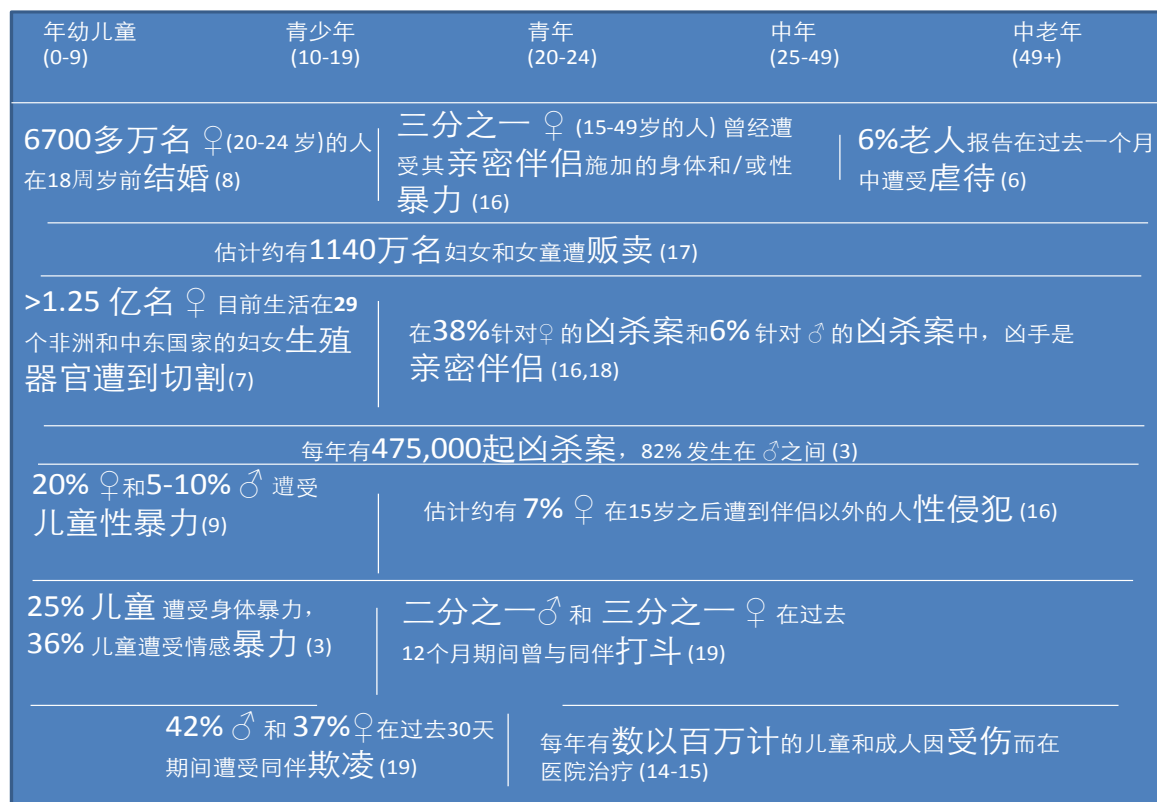 年幼儿童 青少年 青年 中年 中老年
(0-9) (10-19) (20-24) (25-49) (49+)
6700多万名 ♀(20-24 岁)的人
在18周岁前结婚(8)
三分之一 ♀ (15-49岁的人) 曾经遭
受其亲密伴侣施加的身体和/或性
暴力(16)
6%老人报告在过去一个月
中遭受虐待(6)
估计约有1140万名妇女和女童遭贩卖(17)
>1.25 亿名 ♀ 目前生活在29
个非洲和中东国家的妇女生殖
器官遭到切割(7)
在38%针对♀ 的凶杀案和6% 针对 ♂ 的凶杀案中，凶手是
亲密伴侣(16,18)
每年有475,000起凶杀案，82% 发生在 ♂之间(3)
20% ♀和5-10% ♂ 遭受
儿童性暴力(9)
估计约有 7% ♀ 在15岁之后遭到伴侣以外的人性侵犯(16)
25% 儿童 遭受身体暴力，
36% 儿童遭受情感暴力 (3)
二分之一♂ 和 三分之一 ♀ 在过去
12个月期间曾与同伴打斗(19)
42% ♂ 和 37%♀在过去30天
期间遭受同伴欺凌(19)
每年有数以百万计的儿童和成人因受伤而在
医院治疗(14-15)